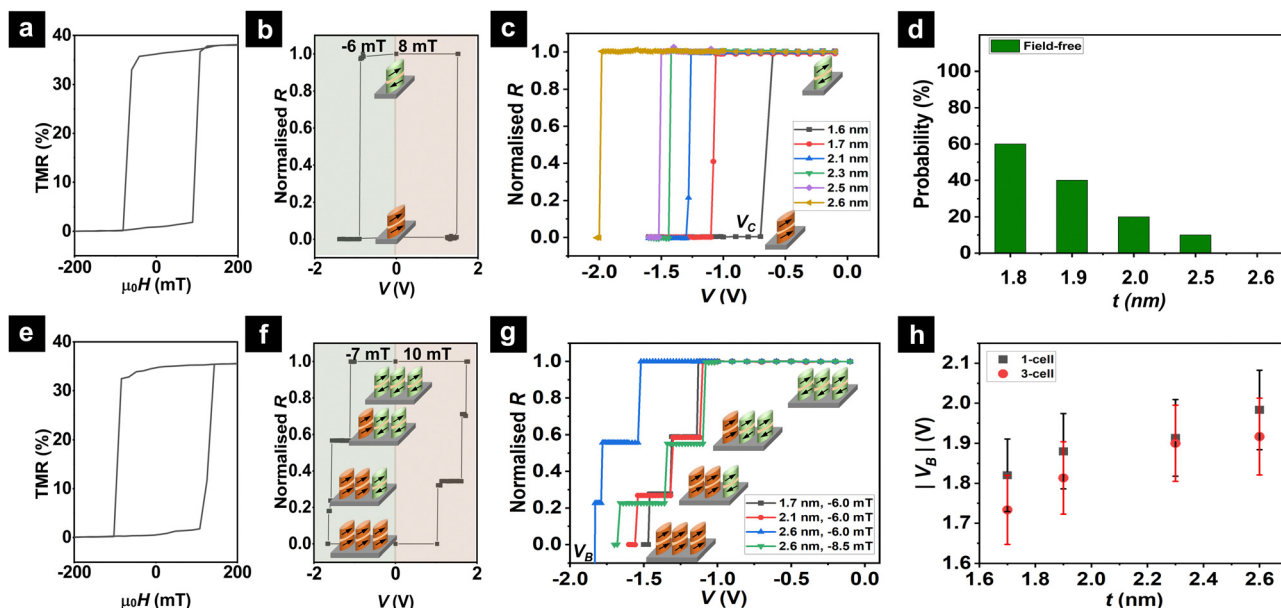 a
40
30
20
10
0
TMR (%)
-200
0
200
μ₀H (mT)
b
-6 mT
8 mT
1.0
0.8
0.6
0.4
0.2
0.0
Normalised R
-2
0
2
V (V)
c
1.0
0.8
0.6
0.4
0.2
0.0
Normalised R
1.6 nm
1.7 nm
2.1 nm
2.3 nm
2.5 nm
2.6 nm
V_C
-2.0
-1.5
-1.0
-0.5
0.0
V (V)
d
Field-free
100
80
60
40
20
0
Probability (%)
1.8
1.9
2.0
2.5
2.6
t (nm)
e
40
20
0
TMR (%)
-200
0
200
μ₀H (mT)
f
-7 mT
10 mT
1.0
0.8
0.6
0.4
0.2
0.0
Normalised R
-2
0
2
V (V)
g
1.0
0.8
0.6
0.4
0.2
0.0
Normalised R
1.7 nm, -6.0 mT
2.1 nm, -6.0 mT
2.6 nm, -6.0 mT
2.6 nm, -8.5 mT
V_B
-2.0
-1.5
-1.0
-0.5
0.0
V (V)
h
1-cell
3-cell
2.1
2.0
1.9
1.8
1.7
1.6
| V_B | (V)
1.6
1.8
2.0
2.2
2.4
2.6
t (nm)